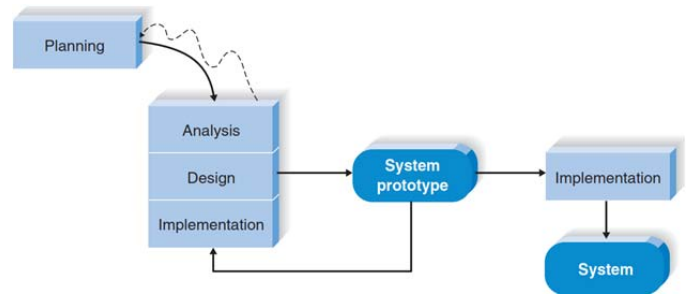 Planning
Analysis
Design
Implementation
System
prototype
Implementation
System